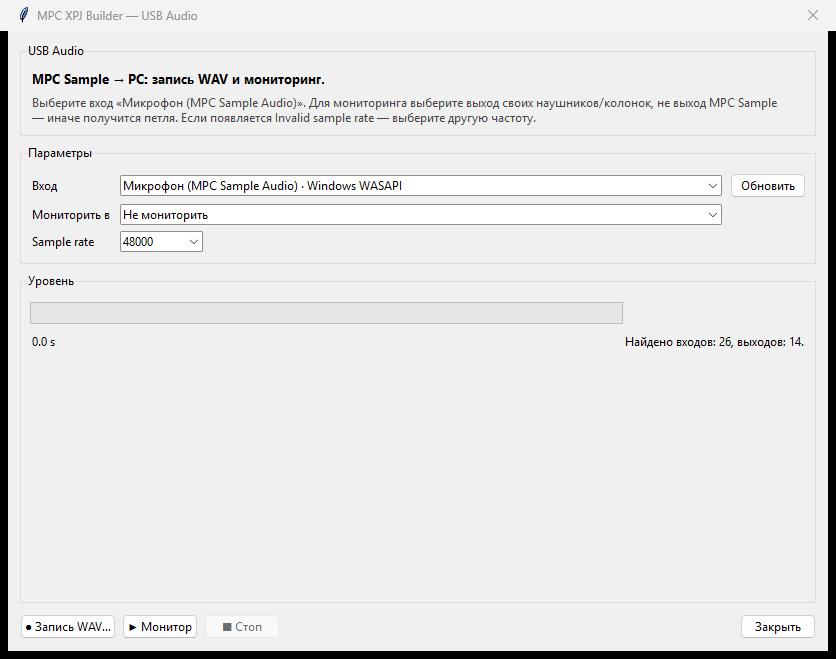 MPC XPJ Builder — USB Audio
USB Audio
MPC Sample → PC: запись WAV и мониторинг.
Выберите вход «Микрофон (MPC Sample Audio)». Для мониторинга выберите выход своих наушников/колонок, не выход MPC Sample
— иначе получится петля. Если появляется Invalid sample rate — выберите другую частоту.
Параметры
Вход Микрофон (MPC Sample Audio) · Windows WASAPI Обновить
Мониторить в Не мониторить
Sample rate 48000
Уровень
0.0 s Найдено входов: 26, выходов: 14.
● Запись WAV... ► Монитор ■ Стоп Закрыть